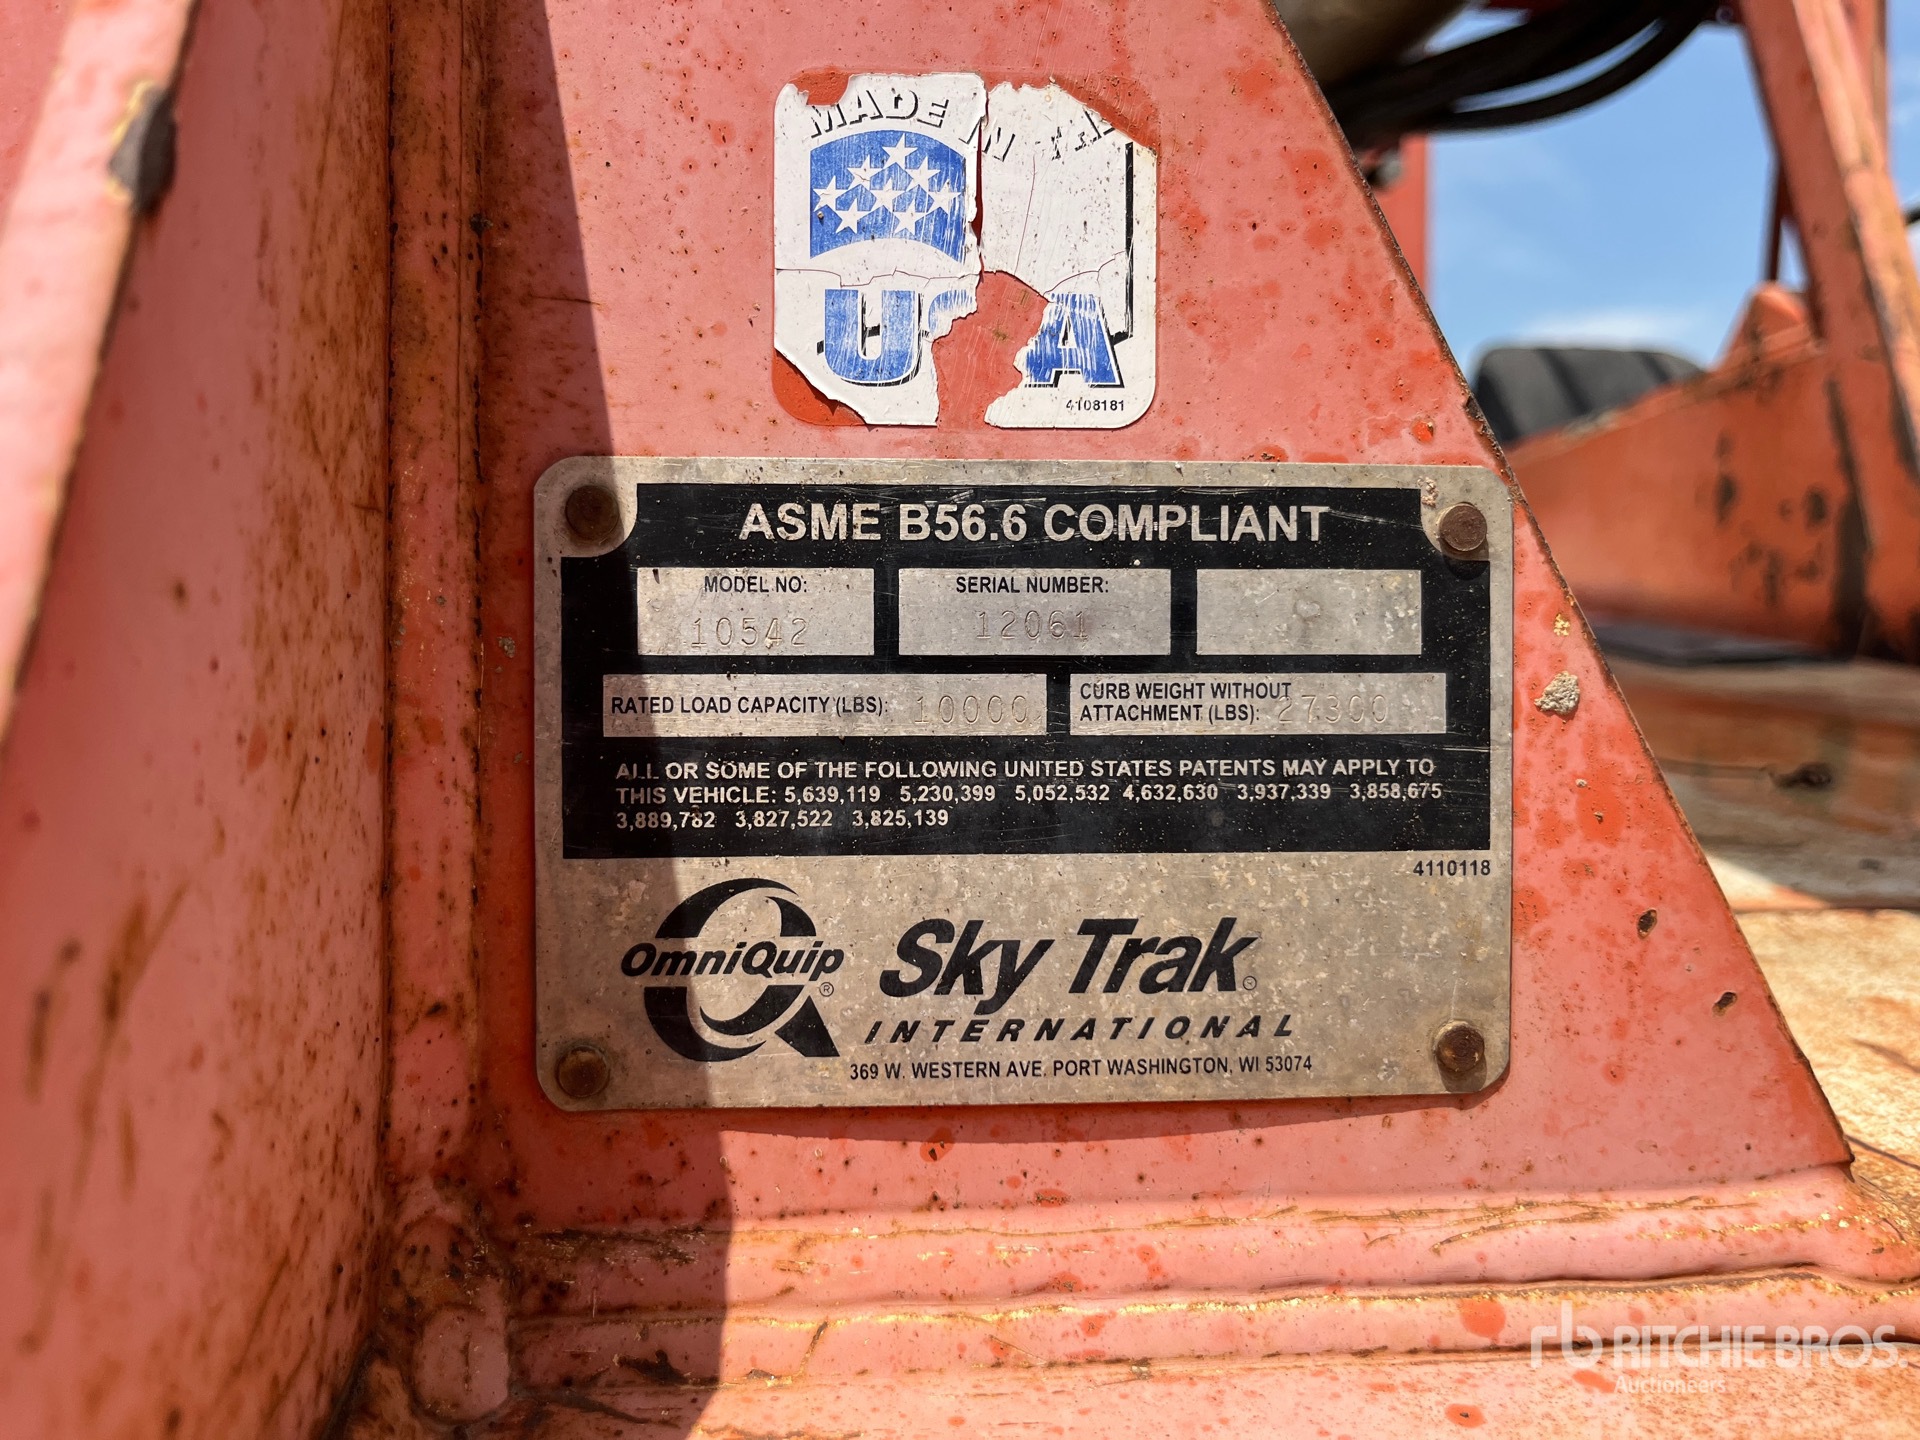 MADE IN THE
USA
4108181
ASME B56.6 COMPLIANT
MODEL NO: 10542
SERIAL NUMBER: 12061
RATED LOAD CAPACITY (LBS): 10000
CURB WEIGHT WITHOUT
ATTACHMENT (LBS): 27300
ALL OR SOME OF THE FOLLOWING UNITED STATES PATENTS MAY APPLY TO
THIS VEHICLE: 5,639,119 5,230,399 5,052,532 4,632,630 3,937,339 3,858,675
3,889,782 3,827,522 3,825,139
4110118
OmniQuip®
Sky Trak®
INTERNATIONAL
369 W. WESTERN AVE. PORT WASHINGTON, WI 53074
rb RITCHIE BROS.
Auctioneers